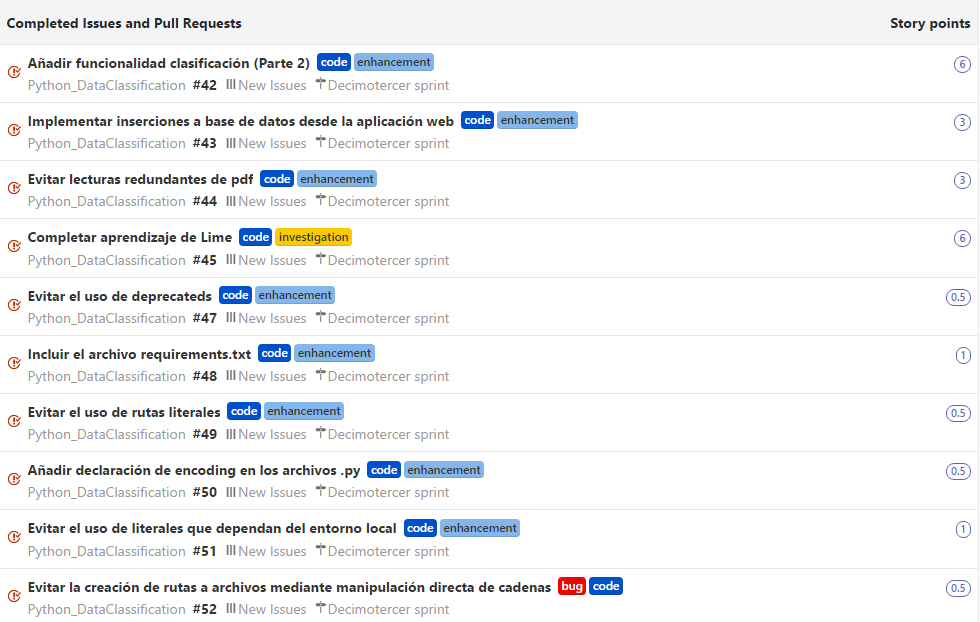 Completed Issues and Pull Requests Story points
Añadir funcionalidad clasificación (Parte 2) code enhancement 6
Python_DataClassification #42 New Issues Decimotercer sprint
Implementar inserciones a base de datos desde la aplicación web code enhancement 3
Python_DataClassification #43 New Issues Decimotercer sprint
Evitar lecturas redundantes de pdf code enhancement 3
Python_DataClassification #44 New Issues Decimotercer sprint
Completar aprendizaje de Lime code investigation 6
Python_DataClassification #45 New Issues Decimotercer sprint
Evitar el uso de deprecateds code enhancement 0.5
Python_DataClassification #47 New Issues Decimotercer sprint
Incluir el archivo requirements.txt code enhancement 1
Python_DataClassification #48 New Issues Decimotercer sprint
Evitar el uso de rutas literales code enhancement 0.5
Python_DataClassification #49 New Issues Decimotercer sprint
Añadir declaración de encoding en los archivos .py code enhancement 0.5
Python_DataClassification #50 New Issues Decimotercer sprint
Evitar el uso de literales que dependan del entorno local code enhancement 1
Python_DataClassification #51 New Issues Decimotercer sprint
Evitar la creación de rutas a archivos mediante manipulación directa de cadenas bug code 0.5
Python_DataClassification #52 New Issues Decimotercer sprint